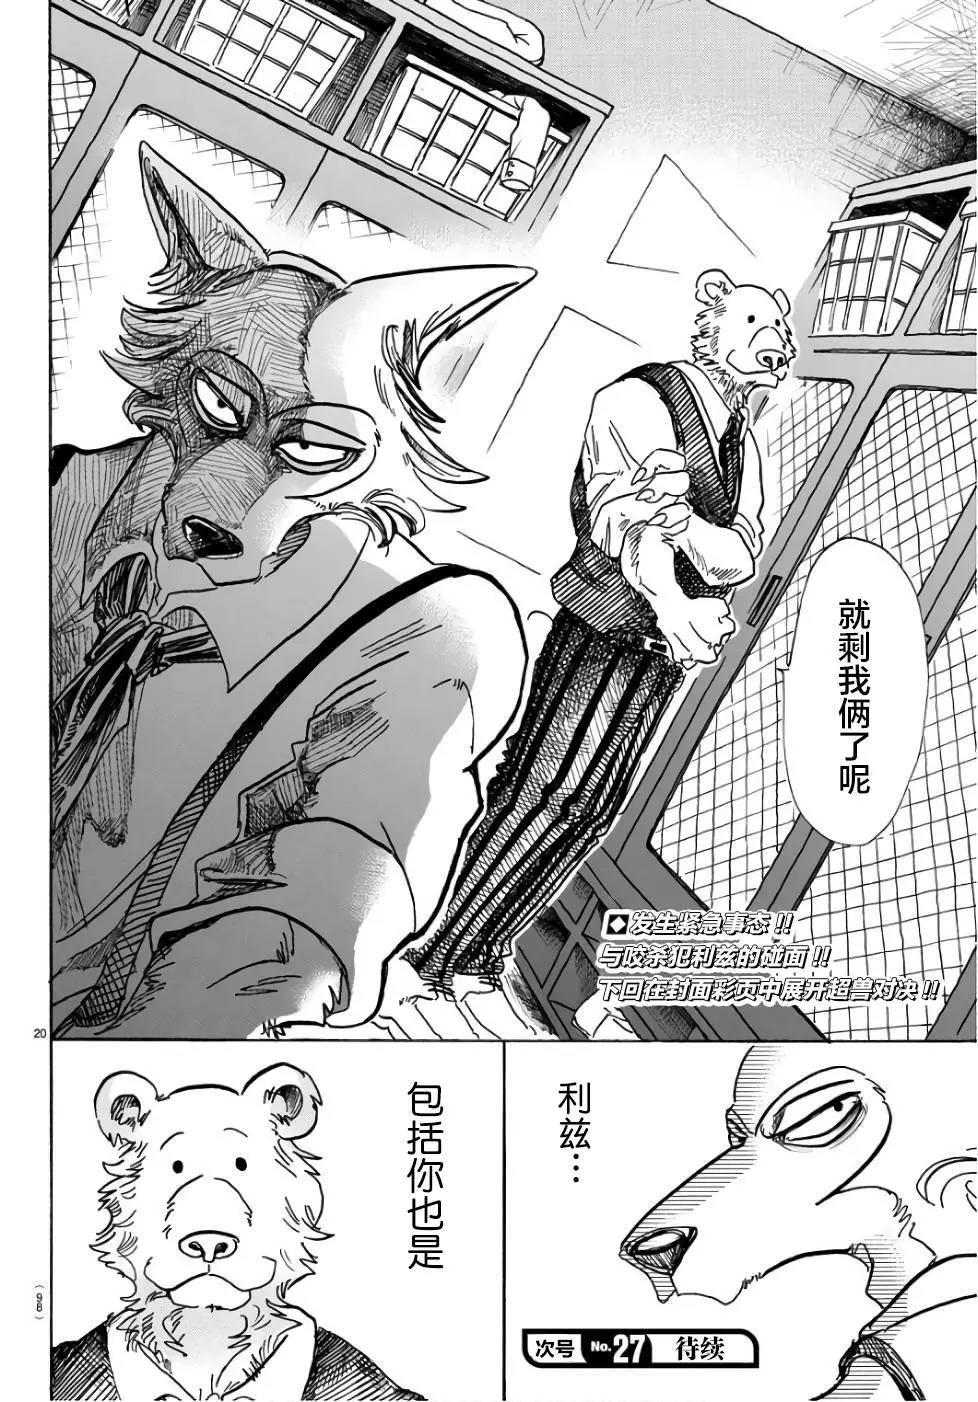 就剩我俩了呢
发生紧急事态!!
与咬杀犯利兹的碰面!!
下回在封面彩页中展开超兽对决!!
20
利兹…
包括你也是
次号 No.27 待续
(98)